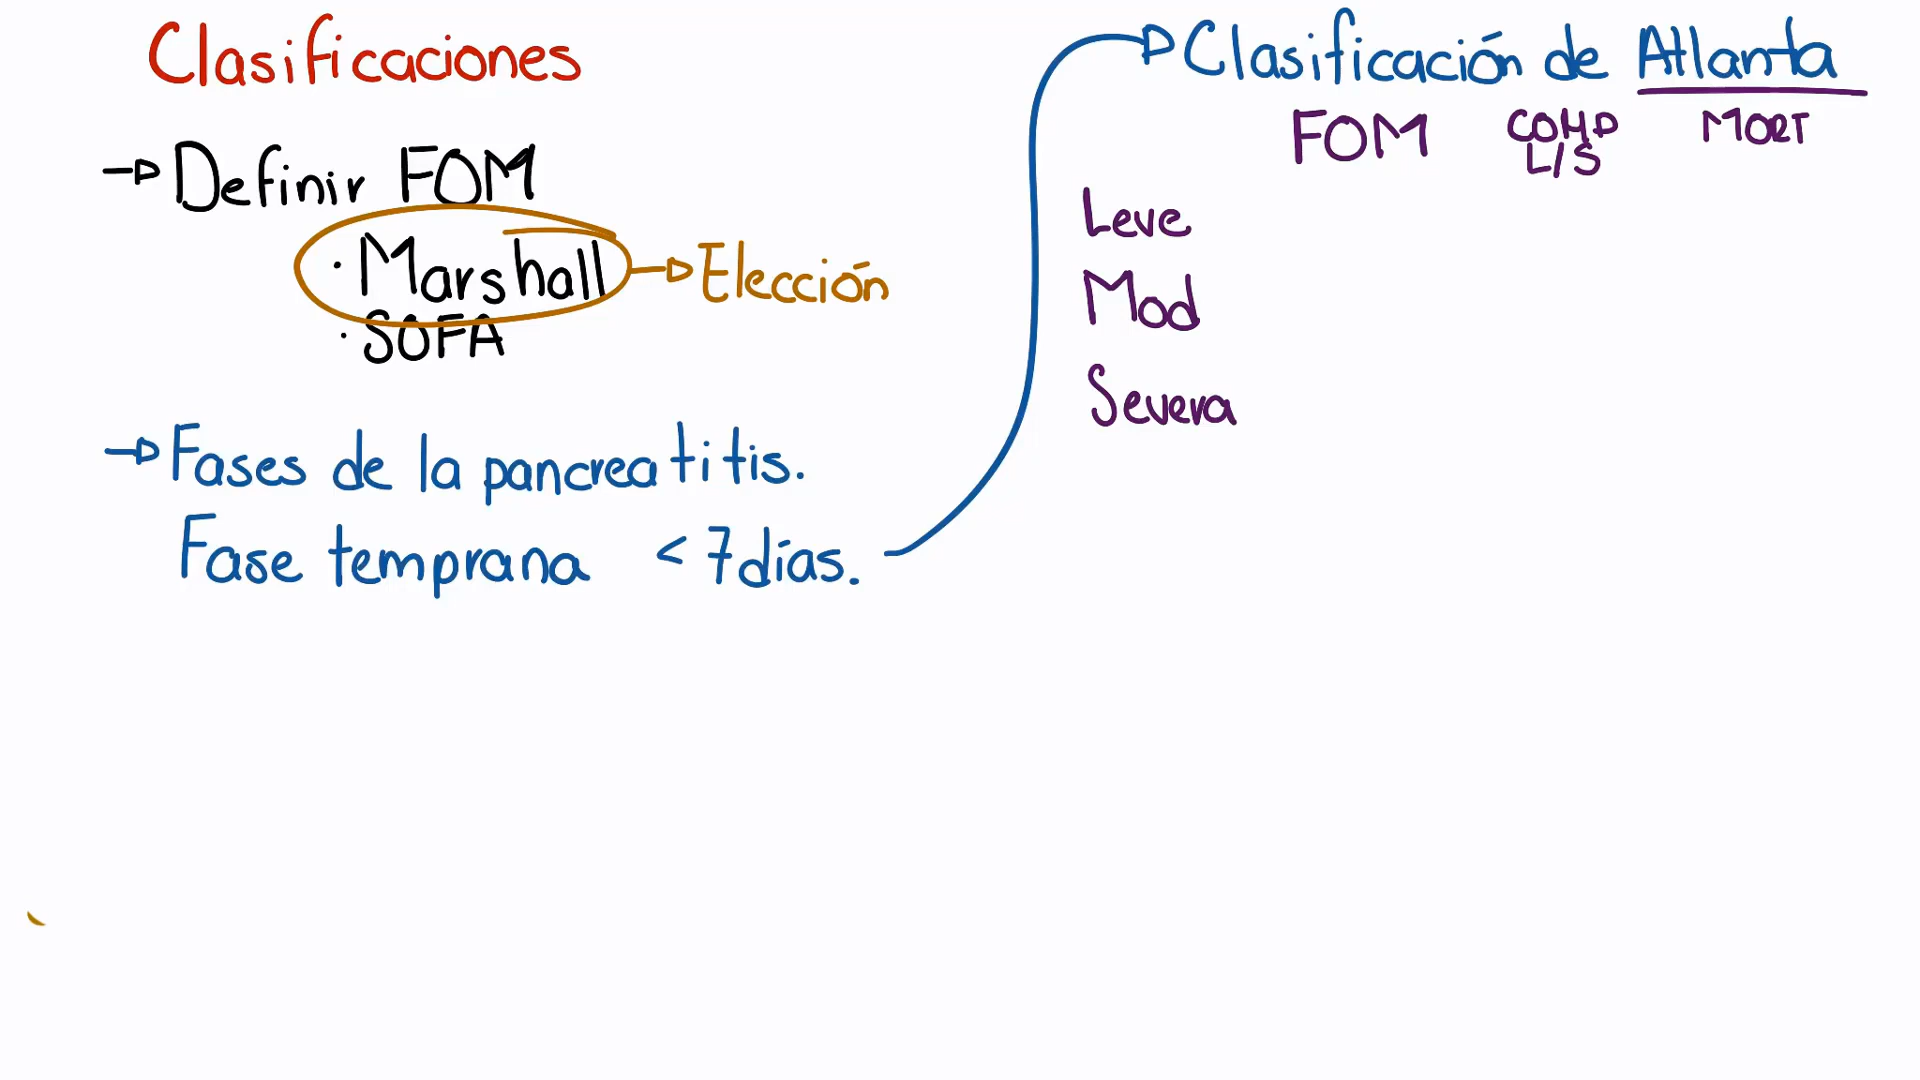 Clasificaciones
→ Definir FOM
· Marshall → Elección
· SOFA
→ Fases de la pancreatitis.
Fase temprana < 7 días.
Clasificación de Atlanta
FOM COMP L/S MORT
Leve
Mod
Severa